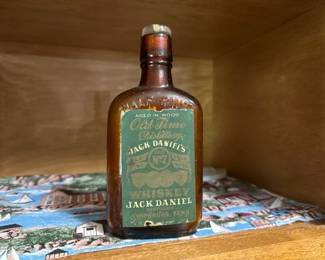 AGED IN WOOD
Old Time
Distillery
JACK DANIEL'S
No 7
WHISKEY
JACK DANIEL